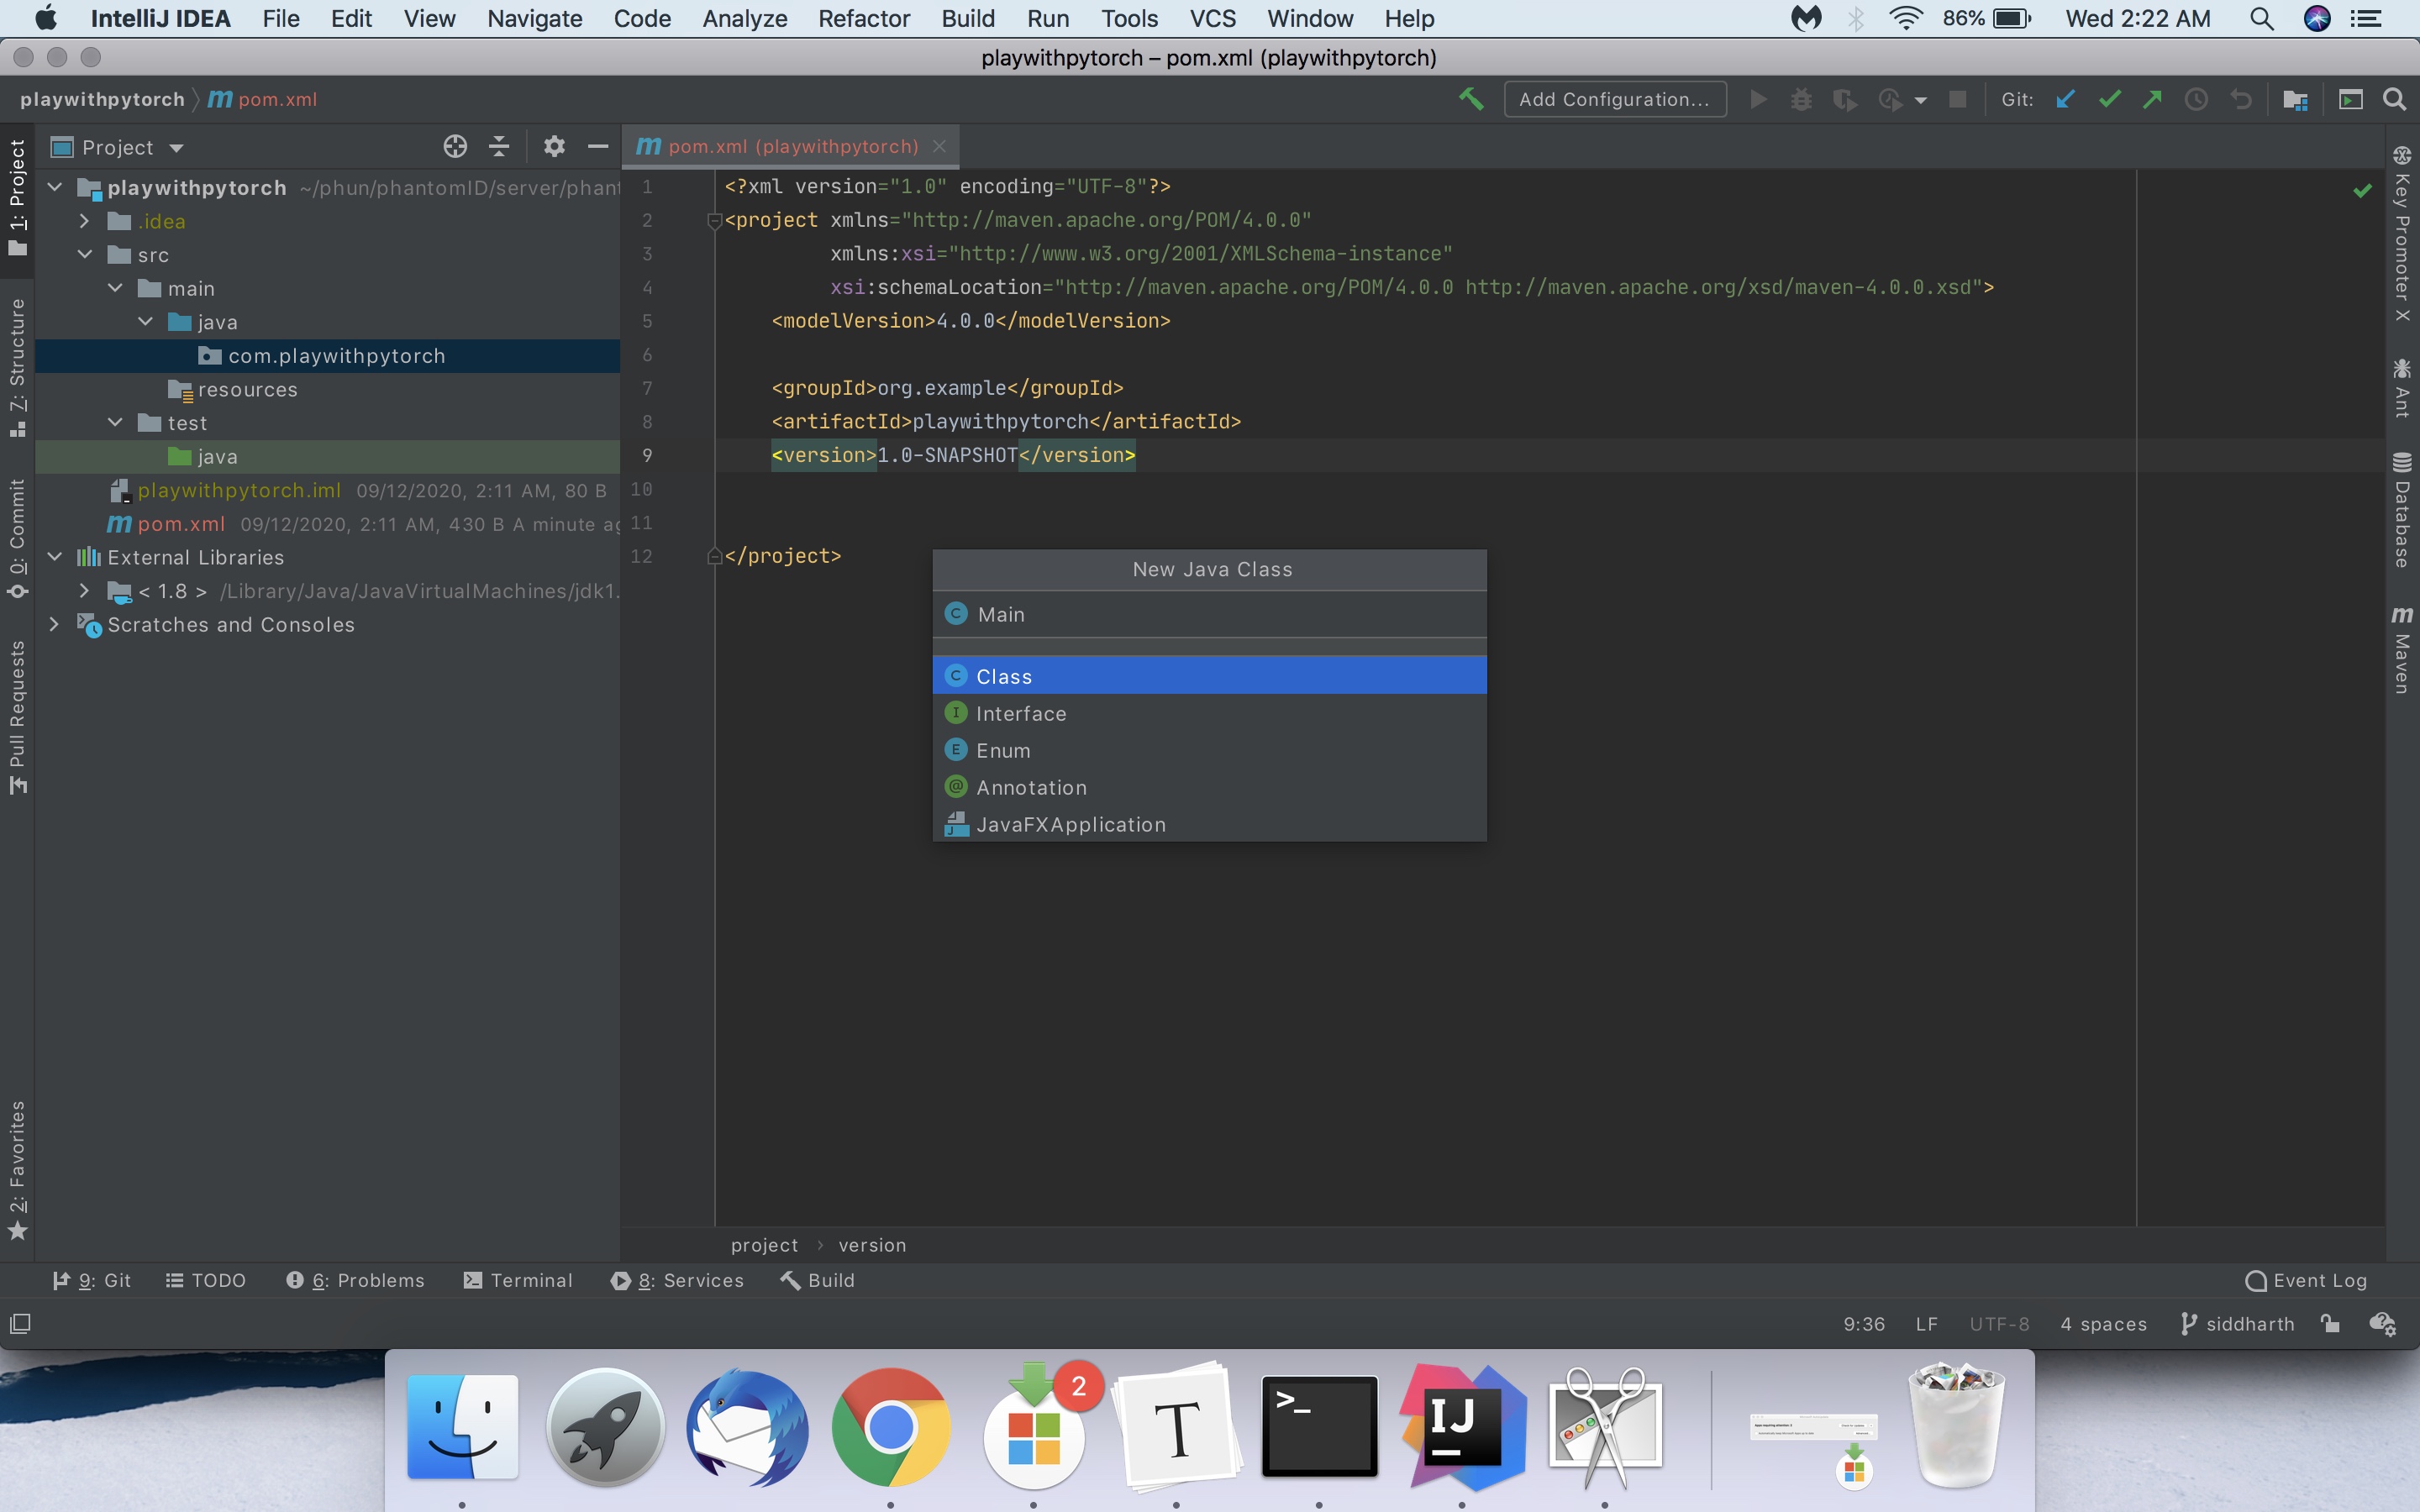 IntelliJ IDEA File Edit View Navigate Code Analyze Refactor Build Run Tools VCS Window Help 86% Wed 2:22 AM
playwithpytorch – pom.xml (playwithpytorch)
playwithpytorch pom.xml Add Configuration... Git:
Project
pom.xml (playwithpytorch)
playwithpytorch ~/phun/phantomID/server/phant
.idea
src
main
java
com.playwithpytorch
resources
test
java
playwithpytorch.iml 09/12/2020, 2:11 AM, 80 B
pom.xml 09/12/2020, 2:11 AM, 430 B A minute ag
External Libraries
< 1.8 > /Library/Java/JavaVirtualMachines/jdk1.
Scratches and Consoles
1: Project
7: Structure
0: Commit
Pull Requests
2: Favorites
1 <?xml version="1.0" encoding="UTF-8"?>
2 <project xmlns="http://maven.apache.org/POM/4.0.0"
3 xmlns:xsi="http://www.w3.org/2001/XMLSchema-instance"
4 xsi:schemaLocation="http://maven.apache.org/POM/4.0.0 http://maven.apache.org/xsd/maven-4.0.0.xsd">
5 <modelVersion>4.0.0</modelVersion>
6
7 <groupId>org.example</groupId>
8 <artifactId>playwithpytorch</artifactId>
9 <version>1.0-SNAPSHOT</version>
10
11
12 </project>
New Java Class
C Main
C Class
I Interface
E Enum
@ Annotation
J JavaFXApplication
Key Promoter X
Ant
Database
m Maven
project › version
9: Git TODO 6: Problems Terminal 8: Services Build Event Log
9:36 LF UTF-8 4 spaces siddharth
2
T
>_
IJ